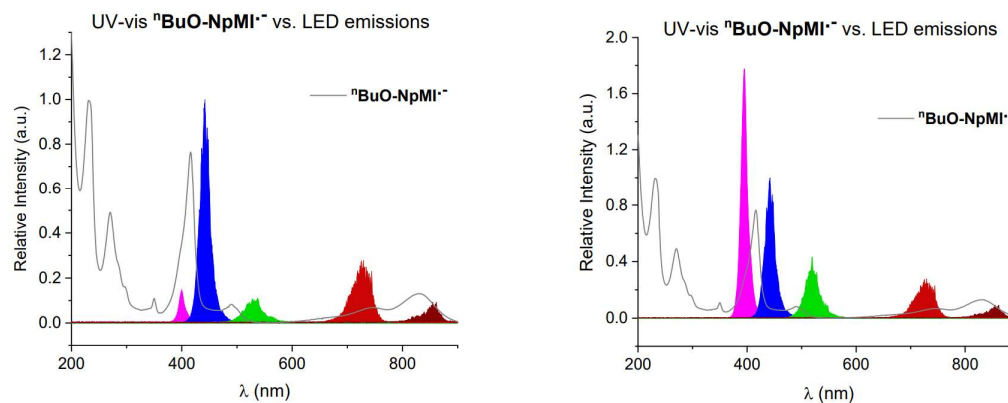 UV-vis ⁿBuO-NpMI·⁻ vs. LED emissions
Relative Intensity (a.u.)
1.2
1.0
0.8
0.6
0.4
0.2
0.0
ⁿBuO-NpMI·⁻
200 400 600 800
λ (nm)
UV-vis ⁿBuO-NpMI·⁻ vs. LED emissions
Relative Intensity (a.u.)
2.0
1.6
1.2
0.8
0.4
0.0
ⁿBuO-NpMI·
200 400 600 800
λ (nm)